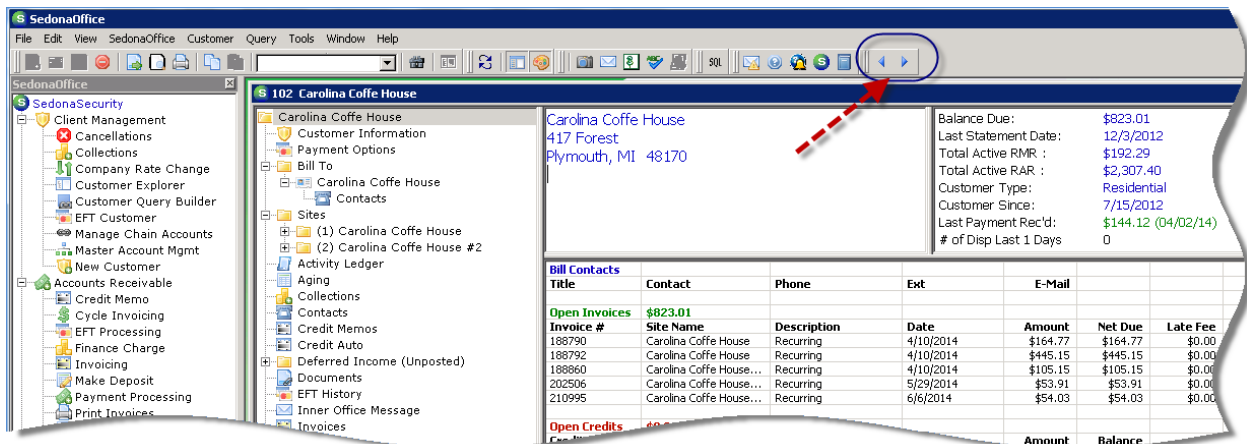 SedonaOffice
File Edit View SedonaOffice Customer Query Tools Window Help
SQL
SedonaOffice
SedonaSecurity
Client Management
Cancellations
Collections
Company Rate Change
Customer Explorer
Customer Query Builder
EFT Customer
Manage Chain Accounts
Master Account Mgmt
New Customer
Accounts Receivable
Credit Memo
Cycle Invoicing
EFT Processing
Finance Charge
Invoicing
Make Deposit
Payment Processing
Print Invoices
102 Carolina Coffe House
Carolina Coffe House
Customer Information
Payment Options
Bill To
Carolina Coffe House
Contacts
Sites
(1) Carolina Coffe House
(2) Carolina Coffe House #2
Activity Ledger
Aging
Collections
Contacts
Credit Memos
Credit Auto
Deferred Income (Unposted)
Documents
EFT History
Inner Office Message
Invoices
Carolina Coffe House
417 Forest
Plymouth, MI 48170
Balance Due: $823.01
Last Statement Date: 12/3/2012
Total Active RMR : $192.29
Total Active RAR : $2,307.40
Customer Type: Residential
Customer Since: 7/15/2012
Last Payment Rec'd: $144.12 (04/02/14)
# of Disp Last 1 Days 0
Bill Contacts
Title Contact Phone Ext E-Mail
Open Invoices $823.01
Invoice # Site Name Description Date Amount Net Due Late Fee
188790 Carolina Coffe House Recurring 4/10/2014 $164.77 $164.77 $0.00
188792 Carolina Coffe House Recurring 4/10/2014 $445.15 $445.15 $0.00
188860 Carolina Coffe House... Recurring 4/10/2014 $105.15 $105.15 $0.00
202506 Carolina Coffe House... Recurring 5/29/2014 $53.91 $53.91 $0.00
210995 Carolina Coffe House... Recurring 6/6/2014 $54.03 $54.03 $0.00
Open Credits
Amount Balance